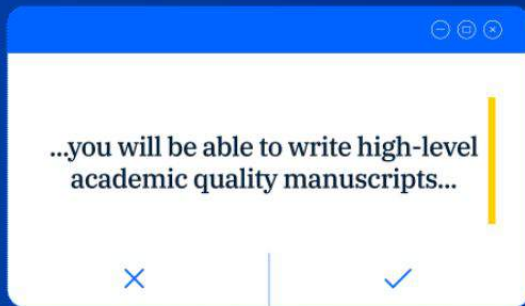 ...you will be able to write high-level
academic quality manuscripts...